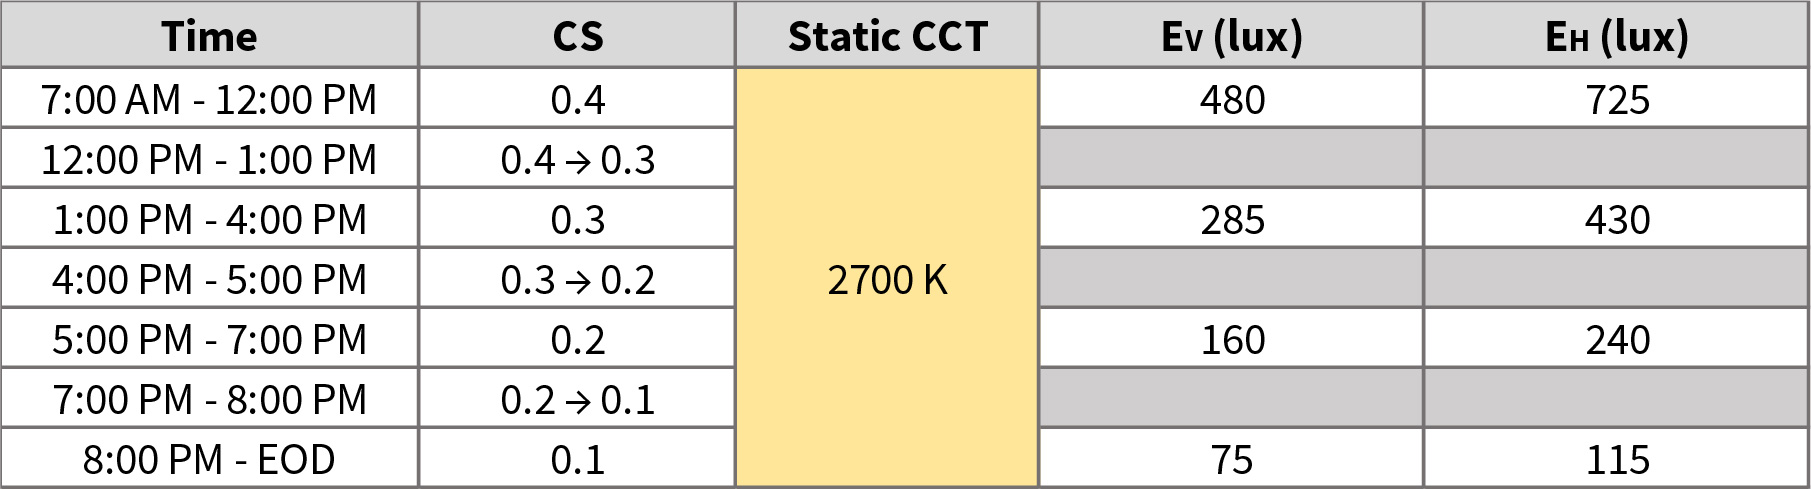 Time CS Static CCT EV (lux) EH (lux)
7:00 AM - 12:00 PM 0.4 480 725
12:00 PM - 1:00 PM 0.4 → 0.3
1:00 PM - 4:00 PM 0.3 285 430
4:00 PM - 5:00 PM 0.3 → 0.2 2700 K
5:00 PM - 7:00 PM 0.2 160 240
7:00 PM - 8:00 PM 0.2 → 0.1
8:00 PM - EOD 0.1 75 115